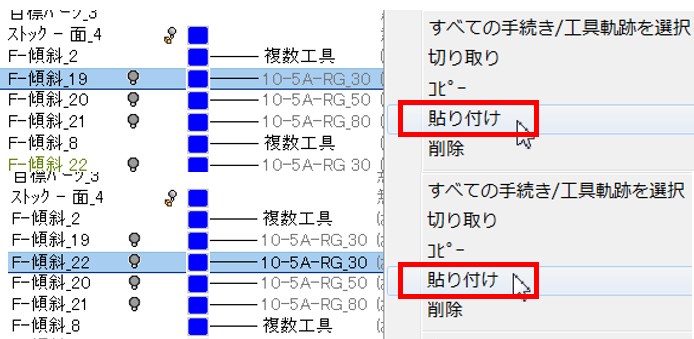 目標パーツ_3
ストック - 面_4
F-傾斜_2 複数工具
F-傾斜_19 10-5A-RG_30
F-傾斜_20 10-5A-RG_50
F-傾斜_21 10-5A-RG_80
F-傾斜_8 複数工具
F-傾斜_22 10-5A-RG_30
すべての手続き/工具軌跡を選択
切り取り
コピー
貼り付け
削除
目標パーツ_3
ストック - 面_4
F-傾斜_2 複数工具
F-傾斜_19 10-5A-RG_30
F-傾斜_22 10-5A-RG_30
F-傾斜_20 10-5A-RG_50
F-傾斜_21 10-5A-RG_80
F-傾斜_8 複数工具
すべての手続き/工具軌跡を選択
切り取り
コピー
貼り付け
削除